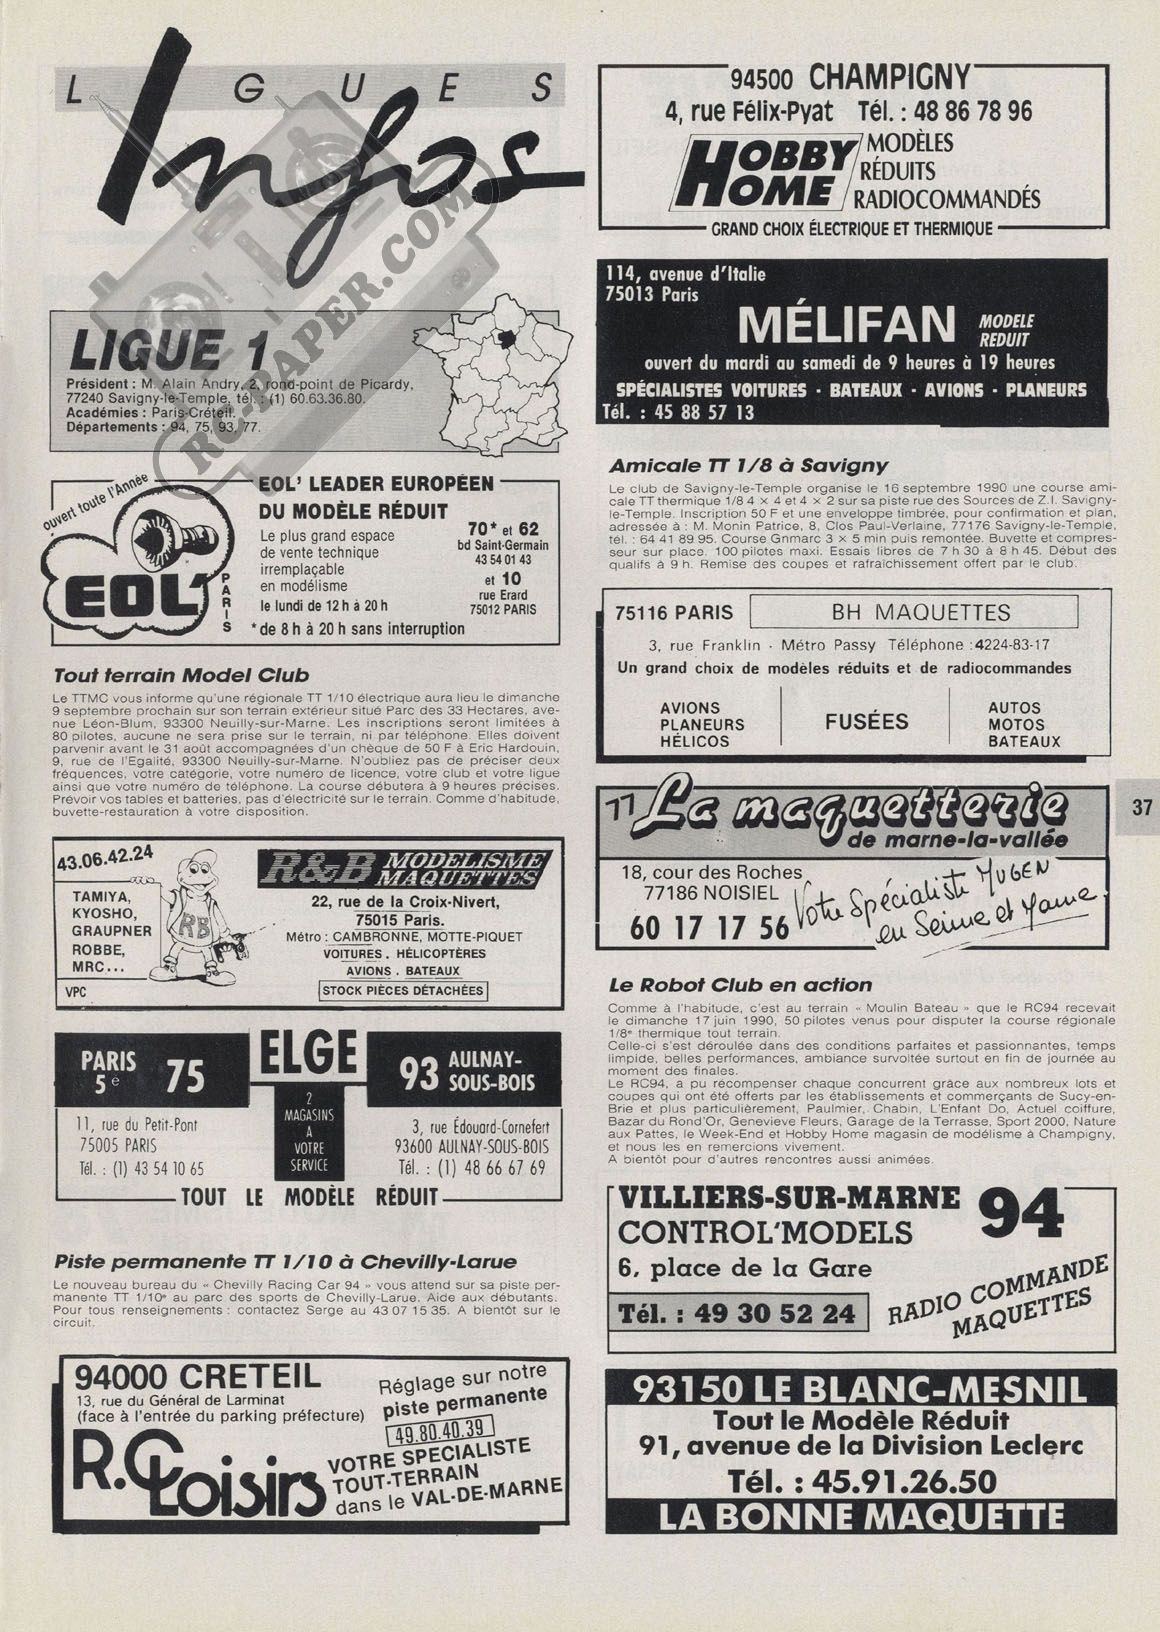 LIGUES
Infos
LIGUE 1
Président : M. Alain Andry, 2, rond-point de Picardy,
77240 Savigny-le-Temple, tél. : (1) 60.63.36.80.
Académies : Paris-Créteil.
Départements : 94, 75, 93, 77.
RC-PAPER.COM
ouvert toute l'Année
EOL'
PARIS
EOL' LEADER EUROPÉEN
DU MODÈLE RÉDUIT
Le plus grand espace
de vente technique
irremplaçable
en modélisme
le lundi de 12 h à 20 h
* de 8 h à 20 h sans interruption
70* et 62
bd Saint-Germain
43 54 01 43
et 10
rue Erard
75012 PARIS
Tout terrain Model Club
Le TTMC vous informe qu'une régionale TT 1/10 électrique aura lieu le dimanche
9 septembre prochain sur son terrain extérieur situé Parc des 33 Hectares, ave-
nue Léon-Blum, 93300 Neuilly-sur-Marne. Les inscriptions seront limitées à
80 pilotes, aucune ne sera prise sur le terrain, ni par téléphone. Elles doivent
parvenir avant le 31 août accompagnées d'un chèque de 50 F à Eric Hardouin,
9, rue de l'Egalité, 93300 Neuilly-sur-Marne. N'oubliez pas de préciser deux
fréquences, votre catégorie, votre numéro de licence, votre club et votre ligue
ainsi que votre numéro de téléphone. La course débutera à 9 heures précises.
Prévoir vos tables et batteries, pas d'électricité sur le terrain. Comme d'habitude,
buvette-restauration à votre disposition.
43.06.42.24
TAMIYA,
KYOSHO,
GRAUPNER
ROBBE,
MRC...
VPC
RB
R&B MODELISME
MAQUETTES
22, rue de la Croix-Nivert,
75015 Paris.
Métro : CAMBRONNE, MOTTE-PIQUET
VOITURES . HÉLICOPTÈRES
AVIONS . BATEAUX
STOCK PIÈCES DÉTACHÉES
PARIS
5e 75
11, rue du Petit-Pont
75005 PARIS
Tél. : (1) 43 54 10 65
ELGE
2
MAGASINS
A
VOTRE
SERVICE
93 AULNAY-
SOUS-BOIS
3, rue Édouard-Cornefert
93600 AULNAY-SOUS-BOIS
Tél. : (1) 48 66 67 69
TOUT LE MODÈLE RÉDUIT
Piste permanente TT 1/10 à Chevilly-Larue
Le nouveau bureau du « Chevilly Racing Car 94 » vous attend sur sa piste per-
manente TT 1/10e au parc des sports de Chevilly-Larue. Aide aux débutants.
Pour tous renseignements : contactez Serge au 43 07 15 35. A bientôt sur le
circuit.
94000 CRETEIL
13, rue du Général de Larminat
(face à l'entrée du parking préfecture)
R.C Loisirs
Réglage sur notre
piste permanente
49.80.40.39
VOTRE SPECIALISTE
TOUT-TERRAIN
dans le VAL-DE-MARNE
94500 CHAMPIGNY
4, rue Félix-Pyat Tél. : 48 86 78 96
HOBBY
HOME
MODÈLES
RÉDUITS
RADIOCOMMANDÉS
GRAND CHOIX ÉLECTRIQUE ET THERMIQUE
114, avenue d'Italie
75013 Paris
MÉLIFAN MODELE
REDUIT
ouvert du mardi au samedi de 9 heures à 19 heures
SPÉCIALISTES VOITURES - BATEAUX - AVIONS - PLANEURS
Tél. : 45 88 57 13
Amicale TT 1/8 à Savigny
Le club de Savigny-le-Temple organise le 16 septembre 1990 une course ami-
cale TT thermique 1/8 4 × 4 et 4 × 2 sur sa piste rue des Sources de Z.I. Savigny-
le-Temple. Inscription 50 F et une enveloppe timbrée, pour confirmation et plan,
adressée à : M. Monin Patrice, 8, Clos Paul-Verlaine, 77176 Savigny-le-Temple,
tél. : 64 41 89 95. Course Gnmarc 3 × 5 min puis remontée. Buvette et compres-
seur sur place. 100 pilotes maxi. Essais libres de 7 h 30 à 8 h 45. Début des
qualifs à 9 h. Remise des coupes et rafraîchissement offert par le club.
75116 PARIS BH MAQUETTES
3, rue Franklin - Métro Passy Téléphone : 4224-83-17
Un grand choix de modèles réduits et de radiocommandes
AVIONS
PLANEURS
HÉLICOS
FUSÉES
AUTOS
MOTOS
BATEAUX
77 La maquetterie
de marne-la-vallée
18, cour des Roches
77186 NOISIEL
60 17 17 56
Votre Spécialiste MUGEN
en Seine et Marne
37
Le Robot Club en action
Comme à l'habitude, c'est au terrain « Moulin Bateau » que le RC94 recevait
le dimanche 17 juin 1990, 50 pilotes venus pour disputer la course régionale
1/8e thermique tout terrain.
Celle-ci s'est déroulée dans des conditions parfaites et passionnantes, temps
limpide, belles performances, ambiance survoltée surtout en fin de journée au
moment des finales.
Le RC94, a pu récompenser chaque concurrent grâce aux nombreux lots et
coupes qui ont été offerts par les établissements et commerçants de Sucy-en-
Brie et plus particulièrement, Paulmier, Chabin, L'Enfant Do, Actuel coiffure,
Bazar du Rond'Or, Genevieve Fleurs, Garage de la Terrasse, Sport 2000, Nature
aux Pattes, le Week-End et Hobby Home magasin de modélisme à Champigny,
et nous les en remercions vivement.
A bientôt pour d'autres rencontres aussi animées.
VILLIERS-SUR-MARNE 94
CONTROL'MODELS
6, place de la Gare
Tél. : 49 30 52 24
RADIO COMMANDE
MAQUETTES
93150 LE BLANC-MESNIL
Tout le Modèle Réduit
91, avenue de la Division Leclerc
Tél. : 45.91.26.50
LA BONNE MAQUETTE